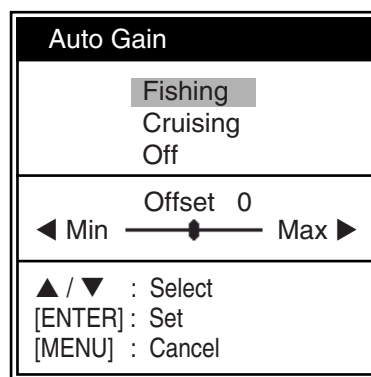 Auto Gain
Fishing
Cruising
Off
Offset 0
◀ Min Max ▶
▲ / ▼ : Select
[ENTER] : Set
[MENU] : Cancel